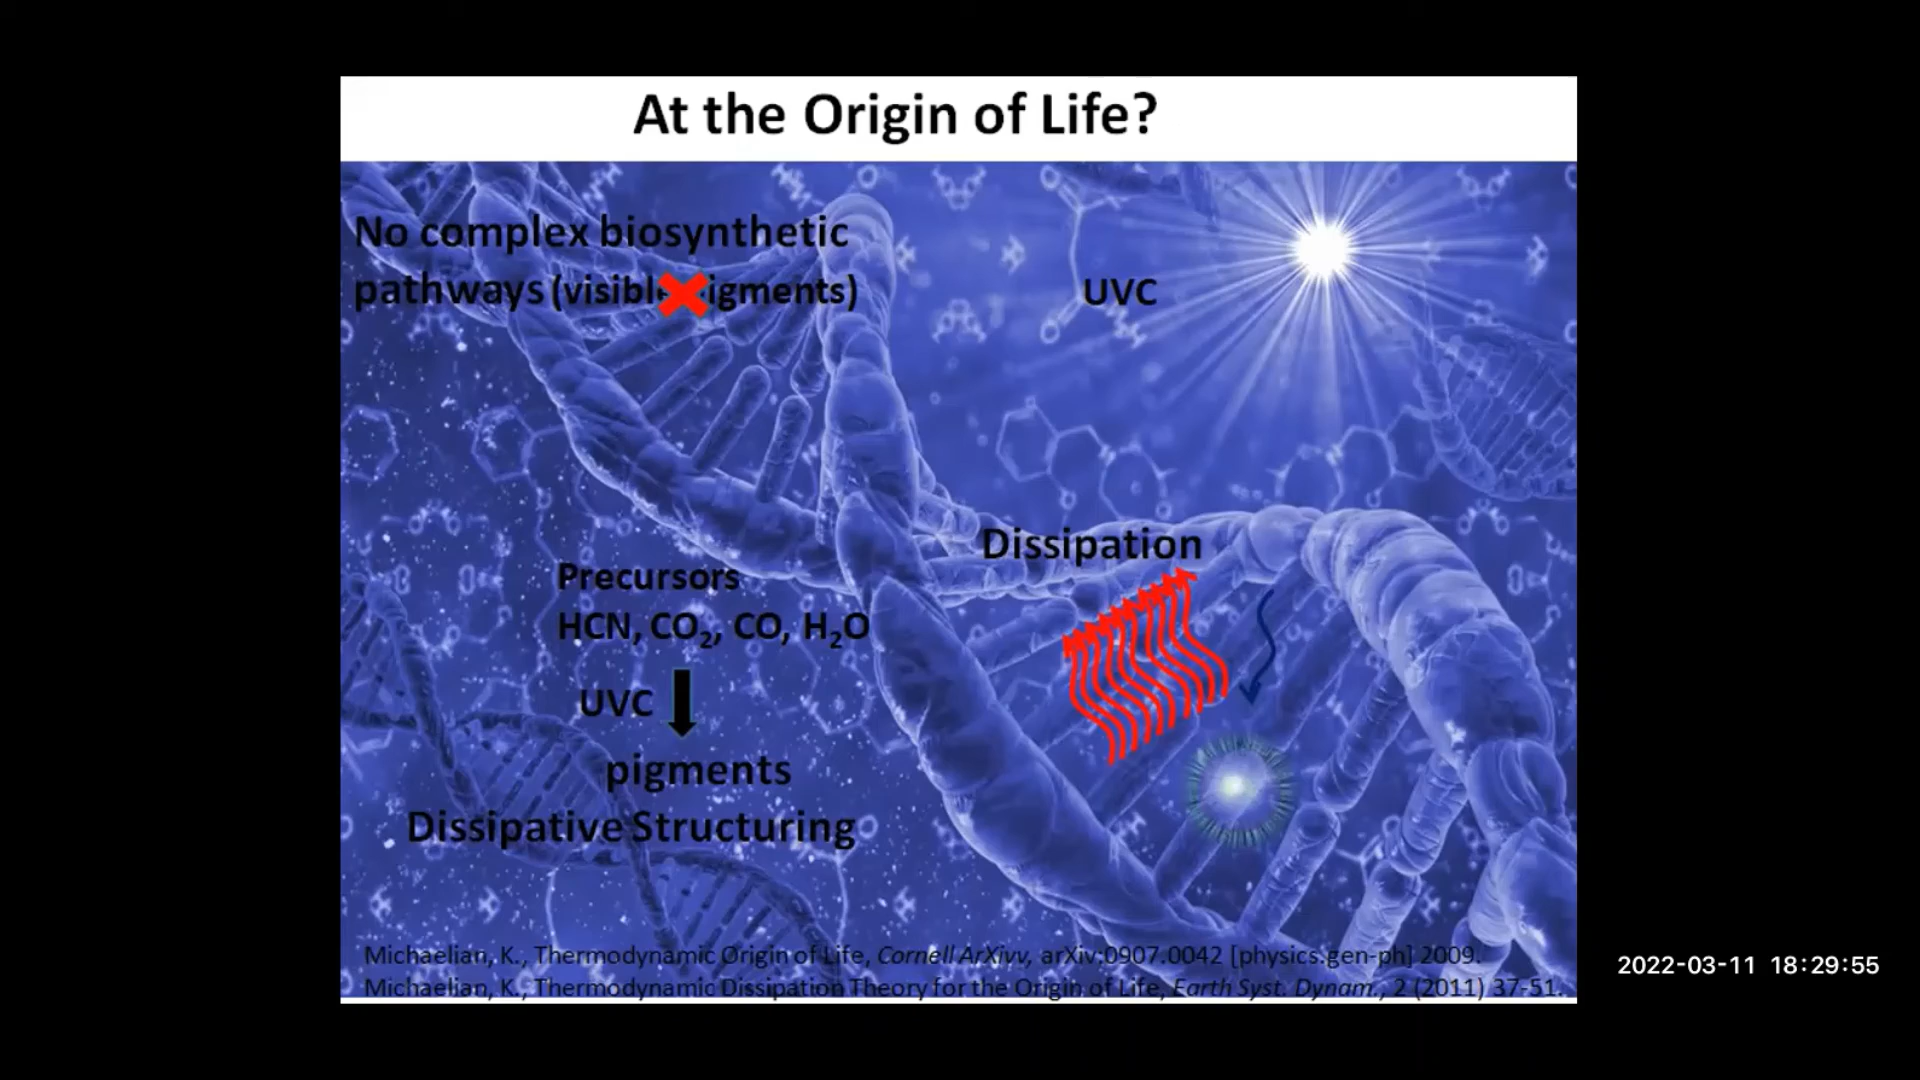 At the Origin of Life?
No complex biosynthetic
pathways (visible pigments)
UVC
Dissipation
Precursors
HCN, CO₂, CO, H₂O
UVC
pigments
Dissipative Structuring
Michaelian, K., Thermodynamic Origin of Life, Cornell ArXivv, arXiv:0907.0042 [physics.gen-ph] 2009.
Michaelian, K., Thermodynamic Dissipation Theory for the Origin of Life, Earth Syst. Dynam., 2 (2011) 37-51.
2022-03-11 18:29:55